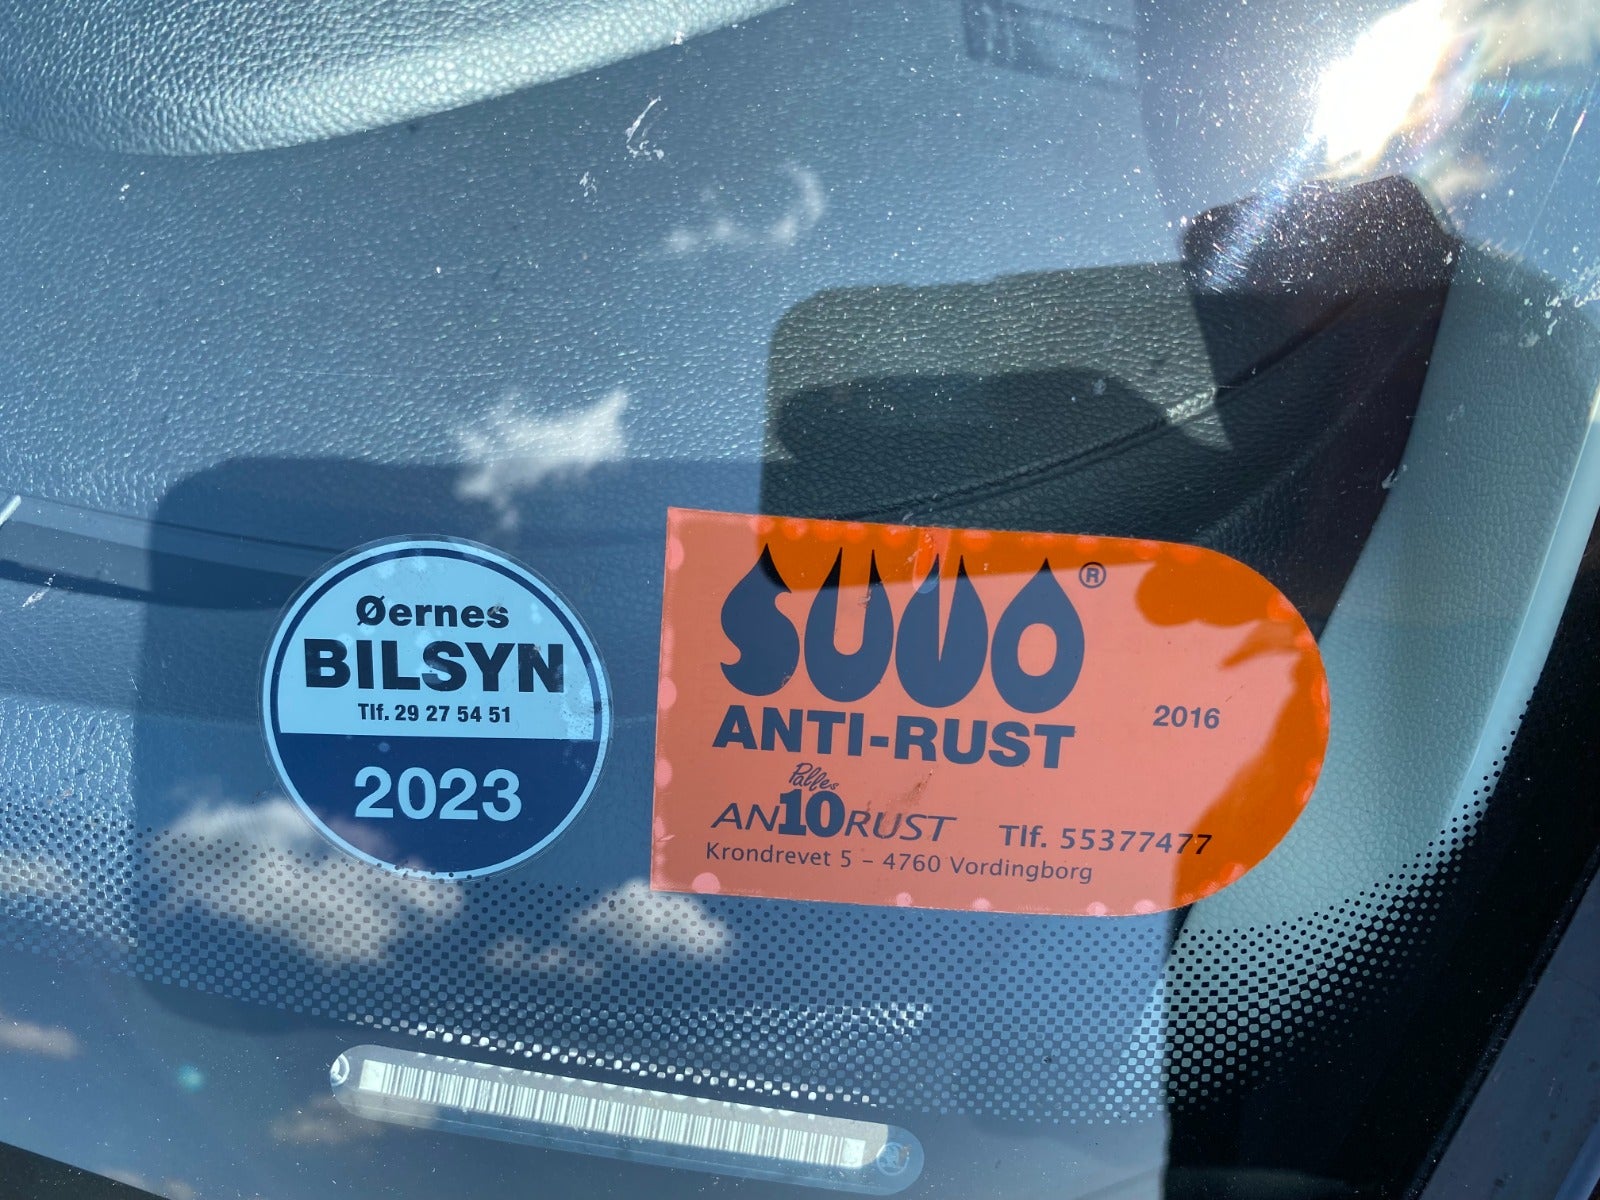 Øernes
BILSYN
Tlf. 29 27 54 51
2023
SUVO®
ANTI-RUST
2016
Palles
AN10RUST
Tlf. 55377477
Krondrevet 5 – 4760 Vordingborg